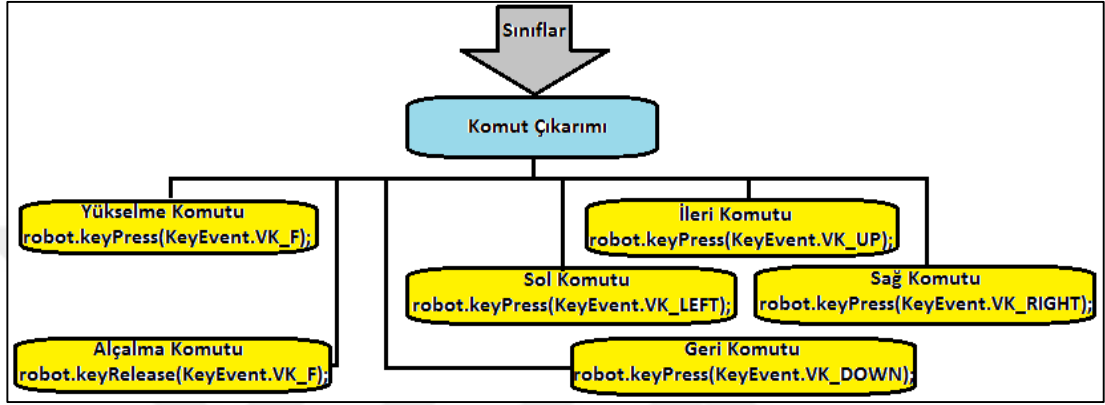 Sınıflar
Komut Çıkarımı
Yükselme Komutu
robot.keyPress(KeyEvent.VK_F);
İleri Komutu
robot.keyPress(KeyEvent.VK_UP);
Sol Komutu
robot.keyPress(KeyEvent.VK_LEFT);
Sağ Komutu
robot.keyPress(KeyEvent.VK_RIGHT);
Alçalma Komutu
robot.keyRelease(KeyEvent.VK_F);
Geri Komutu
robot.keyPress(KeyEvent.VK_DOWN);